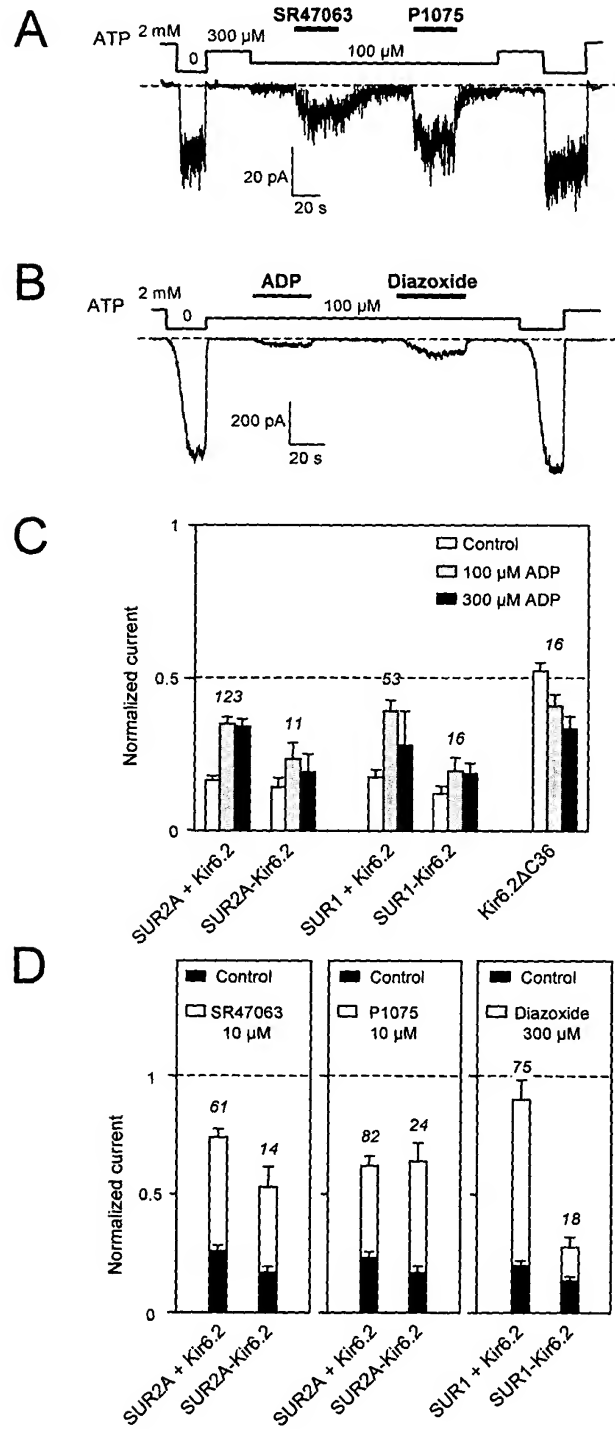 A
SR47063 P1075
ATP 2 mM 0 300 µM 100 µM
20 pA
20 s
B
ADP Diazoxide
ATP 2 mM 0 100 µM
200 pA
20 s
C
Normalized current
1
0.5
0
Control
100 µM ADP
300 µM ADP
123
11
53
16
16
SUR2A + Kir6.2
SUR2A-Kir6.2
SUR1 + Kir6.2
SUR1-Kir6.2
Kir6.2ΔC36
D
Normalized current
1
0.5
0
Control
SR47063
10 µM
61
14
Control
P1075
10 µM
82
24
Control
Diazoxide
300 µM
75
18
SUR2A + Kir6.2
SUR2A-Kir6.2
SUR2A + Kir6.2
SUR2A-Kir6.2
SUR1 + Kir6.2
SUR1-Kir6.2